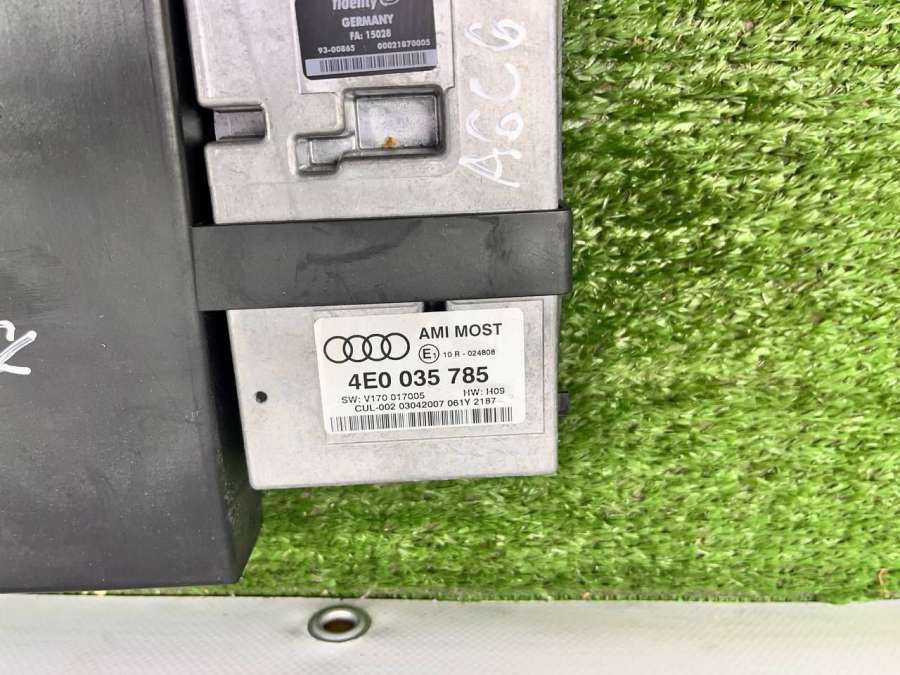 fidelity
GERMANY
FA: 15028
93-00865 00021870005
A6C6
AMI MOST
E1 10 R - 024808
4E0 035 785
SW: V170 017005 HW: H09
CUL-002 03042007 061Y 2187